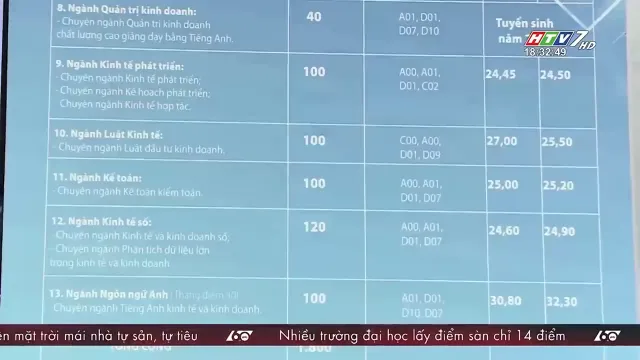 8. Ngành Quản trị kinh doanh:
- Chuyên ngành Quản trị kinh doanh
chất lượng cao giảng dạy bằng Tiếng Anh.
40
A01, D01,
D07, D10
Tuyển sinh
năm
HTV7 HD
18:32:49
9. Ngành Kinh tế phát triển:
- Chuyên ngành Kinh tế phát triển;
- Chuyên ngành Kế hoạch phát triển;
Chuyên ngành Kinh tế hợp tác.
100
A00, A01,
D01, C02
24,45
24,50
10. Ngành Luật Kinh tế:
- Chuyên ngành Luật đầu tư kinh doanh.
100
C00, A00,
D01, D09
27,00
25,50
11. Ngành Kế toán:
- Chuyên ngành Kế toán kiểm toán.
100
A00, A01,
D01, D07
25,00
25,20
12. Ngành Kinh tế số:
- Chuyên ngành Kinh tế và kinh doanh số;
- Chuyên ngành Phân tích dữ liệu lớn
trong kinh tế và kinh doanh
120
A00, A01,
D01, D07
24,60
24,90
13. Ngành Ngôn ngữ Anh - Thang điểm 40
Chuyên ngành Tiếng Anh kinh tế và kinh doanh.
100
A01, D01,
D10, D07
30,80
32,30
ện mặt trời mái nhà tự sản, tự tiêu
60
Nhiều trường đại học lấy điểm sàn chỉ 14 điểm
60